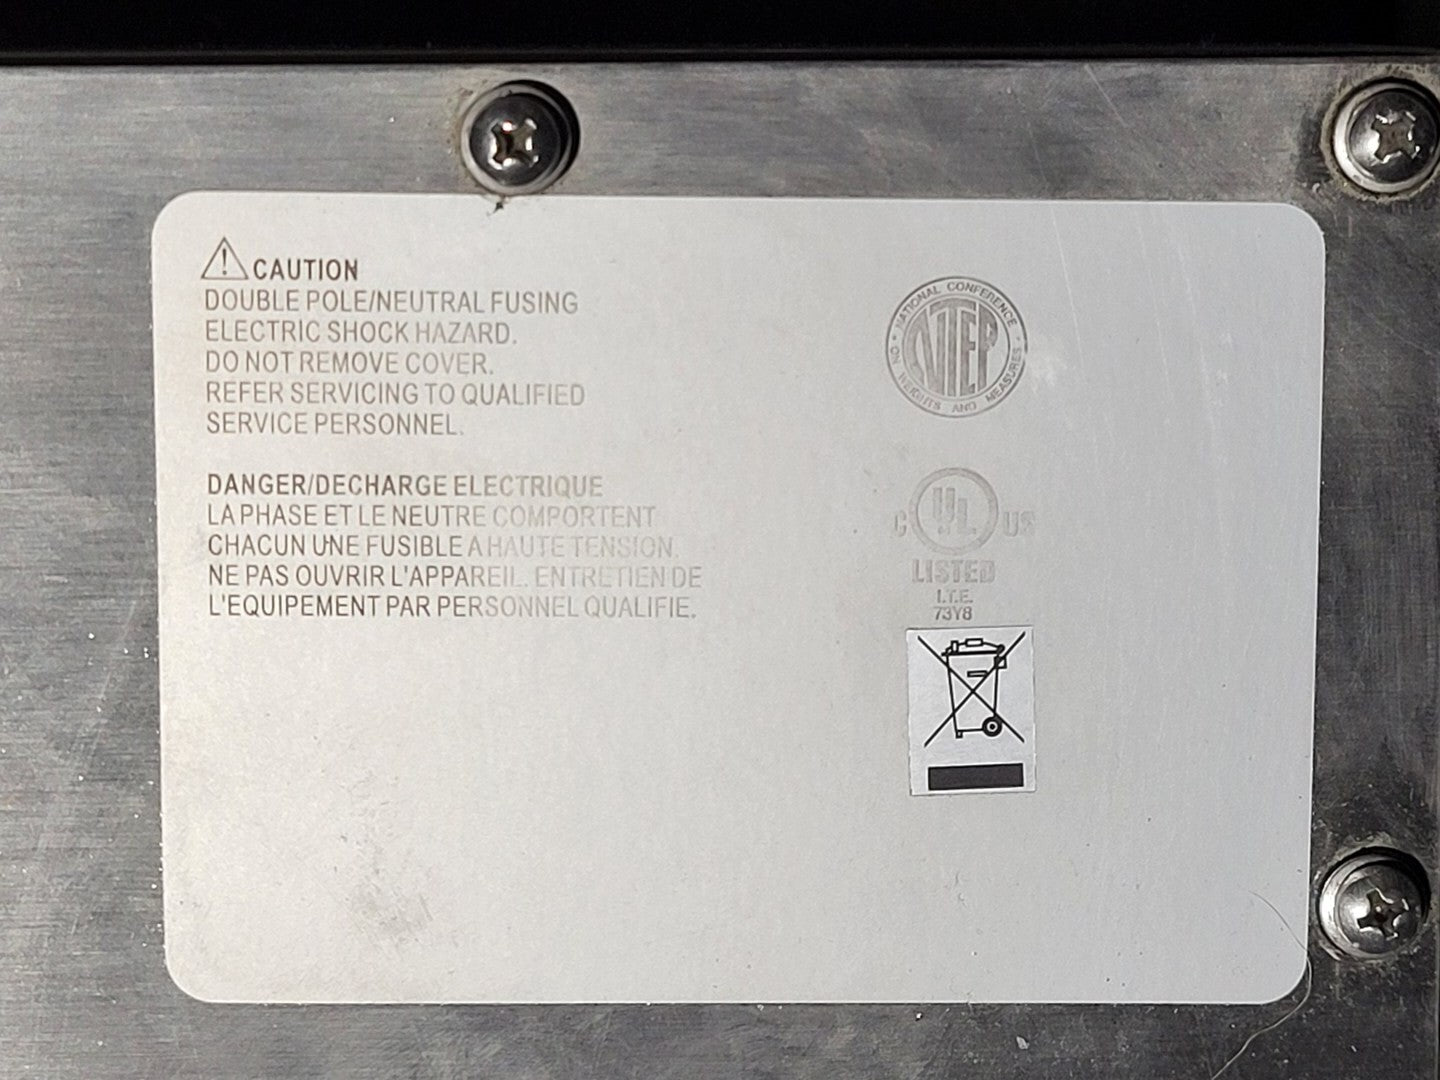 CAUTION
DOUBLE POLE/NEUTRAL FUSING
ELECTRIC SHOCK HAZARD.
DO NOT REMOVE COVER.
REFER SERVICING TO QUALIFIED
SERVICE PERSONNEL.
DANGER/DECHARGE ELECTRIQUE
LA PHASE ET LE NEUTRE COMPORTENT
CHACUN UNE FUSIBLE A HAUTE TENSION.
NE PAS OUVRIR L'APPAREIL. ENTRETIEN DE
L'EQUIPEMENT PAR PERSONNEL QUALIFIE.
NATIONAL CONFERENCE
NTEP
ON WEIGHTS AND MEASURES
C UL US
LISTED
I.T.E.
73Y8